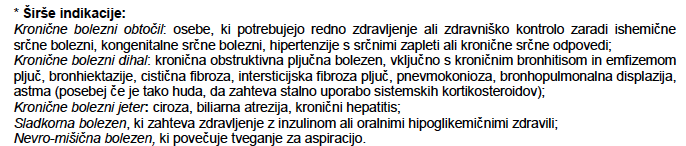 * Širše indikacije:
Kronične bolezni obtočil: osebe, ki potrebujejo redno zdravljenje ali zdravniško kontrolo zaradi ishemične
srčne bolezni, kongenitalne srčne bolezni, hipertenzije s srčnimi zapleti ali kronične srčne odpovedi;
Kronične bolezni dihal: kronična obstruktivna pljučna bolezen, vključno s kroničnim bronhitisom in emfizemom
pljuč, bronhiektazije, cistična fibroza, intersticijska fibroza pljuč, pnevmokonioza, bronhopulmonalna displazija,
astma (posebej če je tako huda, da zahteva stalno uporabo sistemskih kortikosteroidov);
Kronične bolezni jeter: ciroza, biliarna atrezija, kronični hepatitis;
Sladkorna bolezen, ki zahteva zdravljenje z inzulinom ali oralnimi hipoglikemičnimi zdravili;
Nevro-mišična bolezen, ki povečuje tveganje za aspiracijo.